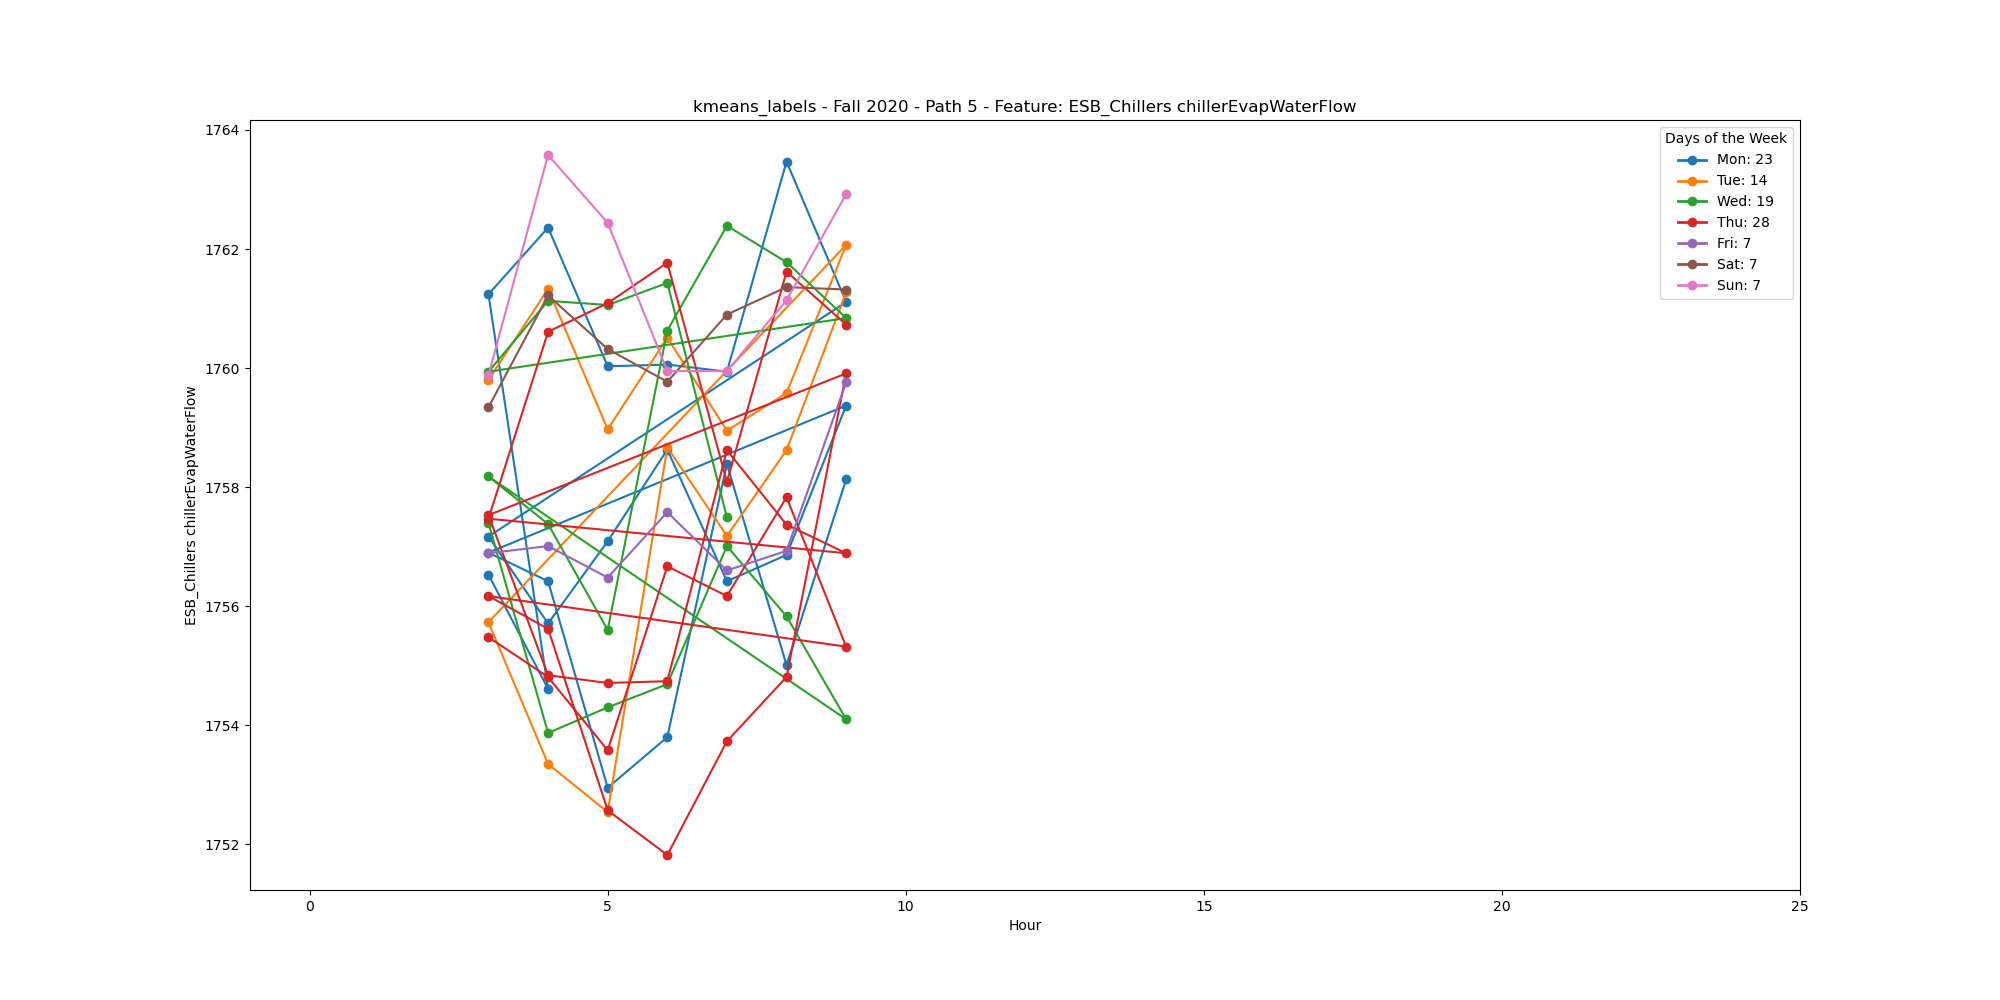 kmeans_labels - Fall 2020 - Path 5 - Feature: ESB_Chillers chillerEvapWaterFlow
Days of the Week
Mon: 23
Tue: 14
Wed: 19
Thu: 28
Fri: 7
Sat: 7
Sun: 7
ESB_Chillers chillerEvapWaterFlow
1764
1762
1760
1758
1756
1754
1752
0
5
10
15
20
25
Hour